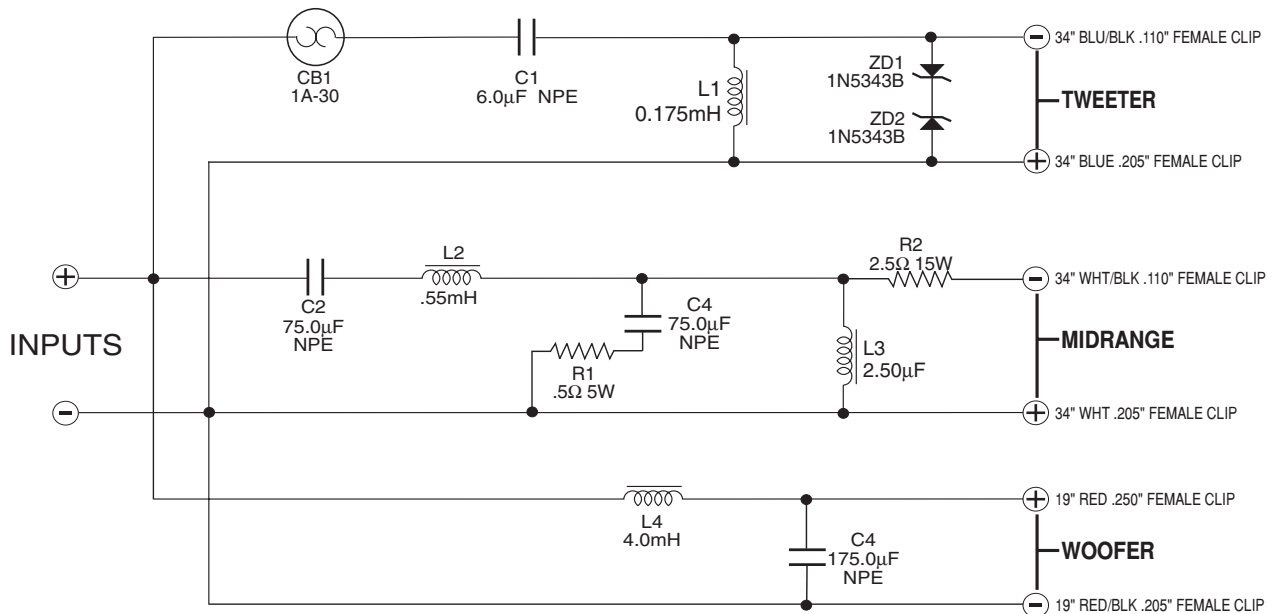 CB1
1A-30
C1
6.0µF NPE
L1
0.175mH
ZD1
1N5343B
ZD2
1N5343B
34" BLU/BLK .110" FEMALE CLIP
TWEETER
34" BLUE .205" FEMALE CLIP
INPUTS
C2
75.0µF
NPE
L2
.55mH
C4
75.0µF
NPE
R1
.5Ω 5W
L3
2.50µF
R2
2.5Ω 15W
34" WHT/BLK .110" FEMALE CLIP
MIDRANGE
34" WHT .205" FEMALE CLIP
L4
4.0mH
C4
175.0µF
NPE
19" RED .250" FEMALE CLIP
WOOFER
19" RED/BLK .205" FEMALE CLIP